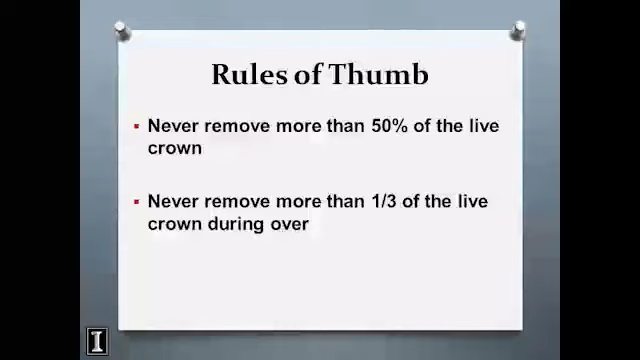 Rules of Thumb
Never remove more than 50% of the live
crown
Never remove more than 1/3 of the live
crown during over
I